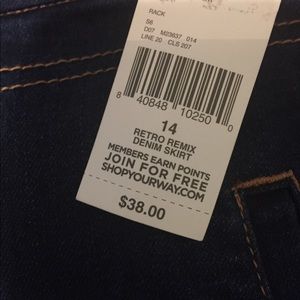 RACK
S6
D07 M23637 014
LINE 20 CLS 207
8 40848 10250 0
14
RETRO REMIX
DENIM SKIRT
MEMBERS EARN POINTS
JOIN FOR FREE
SHOPYOURWAY.COM
$38.00